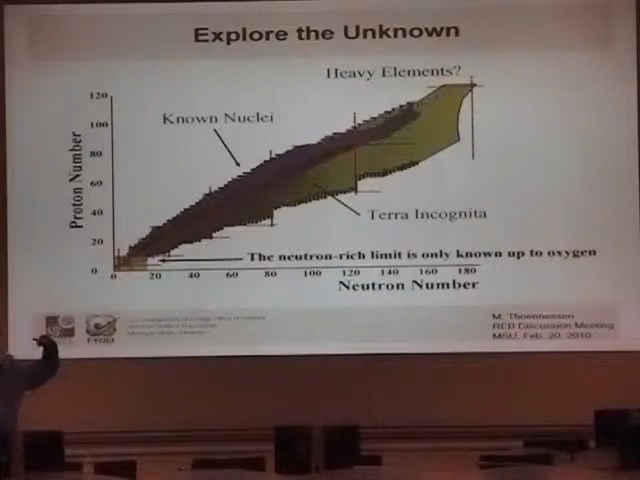 Explore the Unknown
Heavy Elements?
Known Nuclei
Proton Number
120
100
80
60
40
20
0
Terra Incognita
The neutron-rich limit is only known up to oxygen
0 20 40 60 80 100 120 140 160 180
Neutron Number
FRIB
M. Thoennessen
REB Discussion Meeting
MSU, Feb. 20, 2010